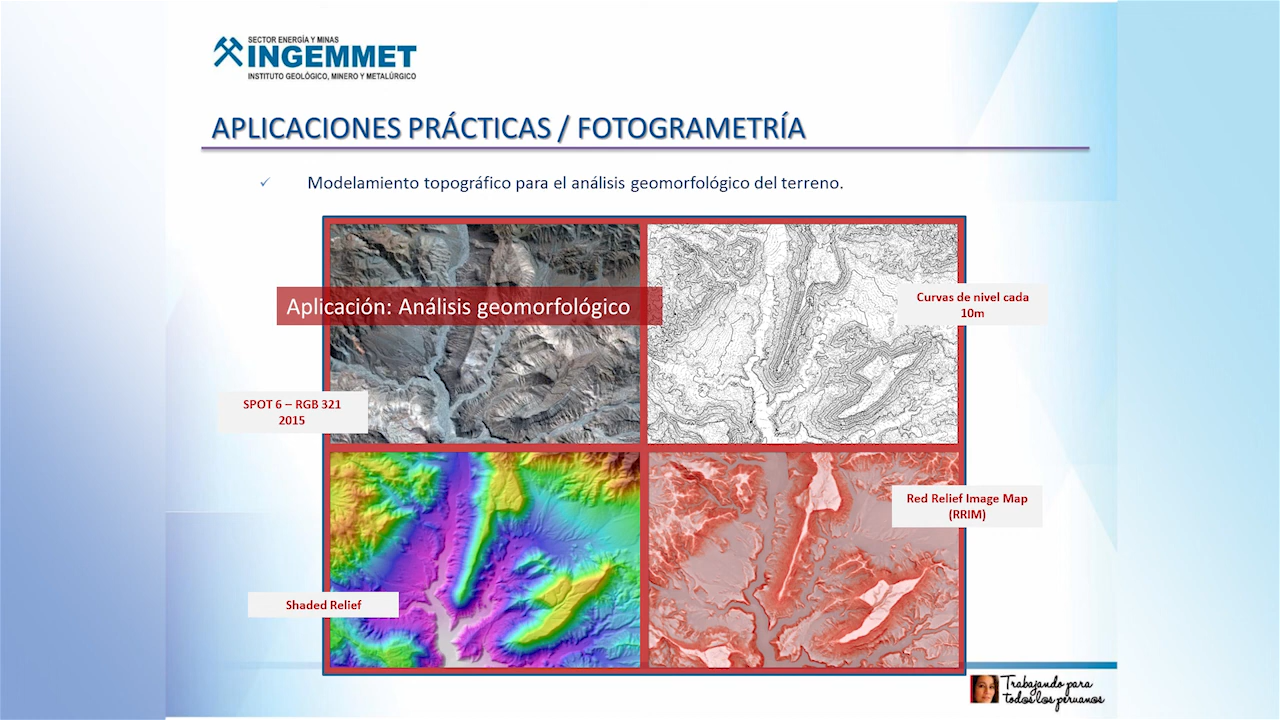 SECTOR ENERGÍA Y MINAS
INGEMMET
INSTITUTO GEOLÓGICO, MINERO Y METALÚRGICO
APLICACIONES PRÁCTICAS / FOTOGRAMETRÍA
✓ Modelamiento topográfico para el análisis geomorfológico del terreno.
Aplicación: Análisis geomorfológico
Curvas de nivel cada
10m
SPOT 6 – RGB 321
2015
Red Relief Image Map
(RRIM)
Shaded Relief
Trabajando para
todos los peruanos